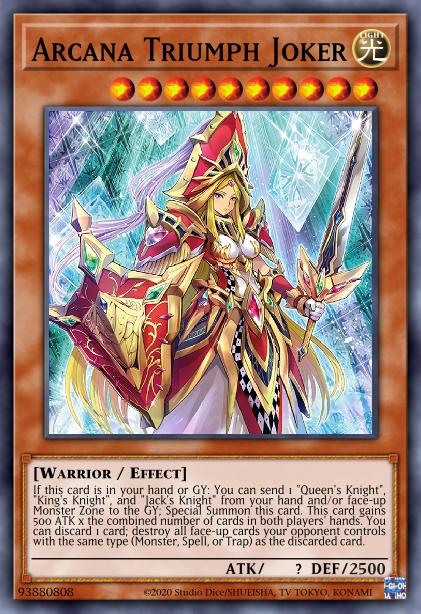 Arcana Triumph Joker
LIGHT
光
[Warrior / Effect]
If this card is in your hand or GY: You can send 1 "Queen's Knight",
"King's Knight", and "Jack's Knight" from your hand and/or face-up
Monster Zone to the GY; Special Summon this card. This card gains
500 ATK x the combined number of cards in both players' hands. You
can discard 1 card; destroy all face-up cards your opponent controls
with the same type (Monster, Spell, or Trap) as the discarded card.
ATK/ ? DEF/2500
93880808
©2020 Studio Dice/SHUEISHA, TV TOKYO, KONAMI